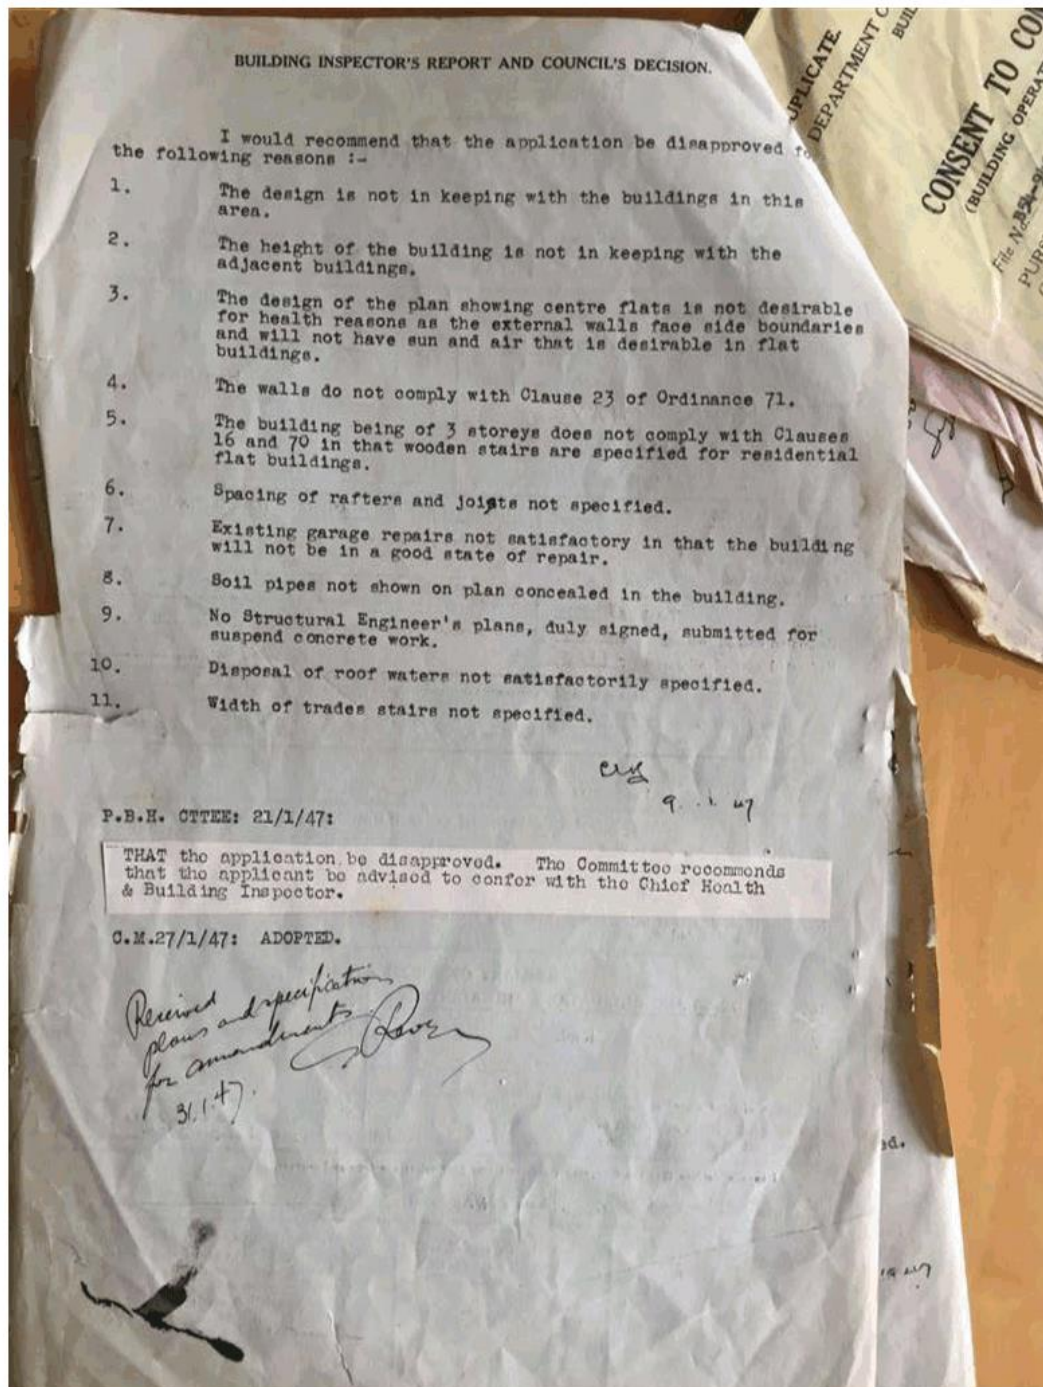 BUILDING INSPECTOR'S REPORT AND COUNCIL'S DECISION.
I would recommend that the application be disapproved fo
the following reasons :-
1. The design is not in keeping with the buildings in this
area.
2. The height of the building is not in keeping with the
adjacent buildings.
3. The design of the plan showing centre flats is not desirable
for health reasons as the external walls face side boundaries
and will not have sun and air that is desirable in flat
buildings.
4. The walls do not comply with Clause 23 of Ordinance 71.
5. The building being of 3 storeys does not comply with Clauses
16 and 70 in that wooden stairs are specified for residential
flat buildings.
6. Spacing of rafters and joists not specified.
7. Existing garage repairs not satisfactory in that the building
will not be in a good state of repair.
8. Soil pipes not shown on plan concealed in the building.
9. No Structural Engineer's plans, duly signed, submitted for
suspend concrete work.
10. Disposal of roof waters not satisfactorily specified.
11. Width of trades stairs not specified.
9 . 1 . 47
P.B.H. CTTEE: 21/1/47:
THAT the application be disapproved. The Committee recommends
that the applicant be advised to confer with the Chief Health
& Building Inspector.
C.M.27/1/47: ADOPTED.
Received
plans and specification
for amendments
31.1.47.
UPLICATE.
DEPARTMENT C
BUIL
CONSENT TO CO
(BUILDING OPERAT
File No.
PUR
ed.